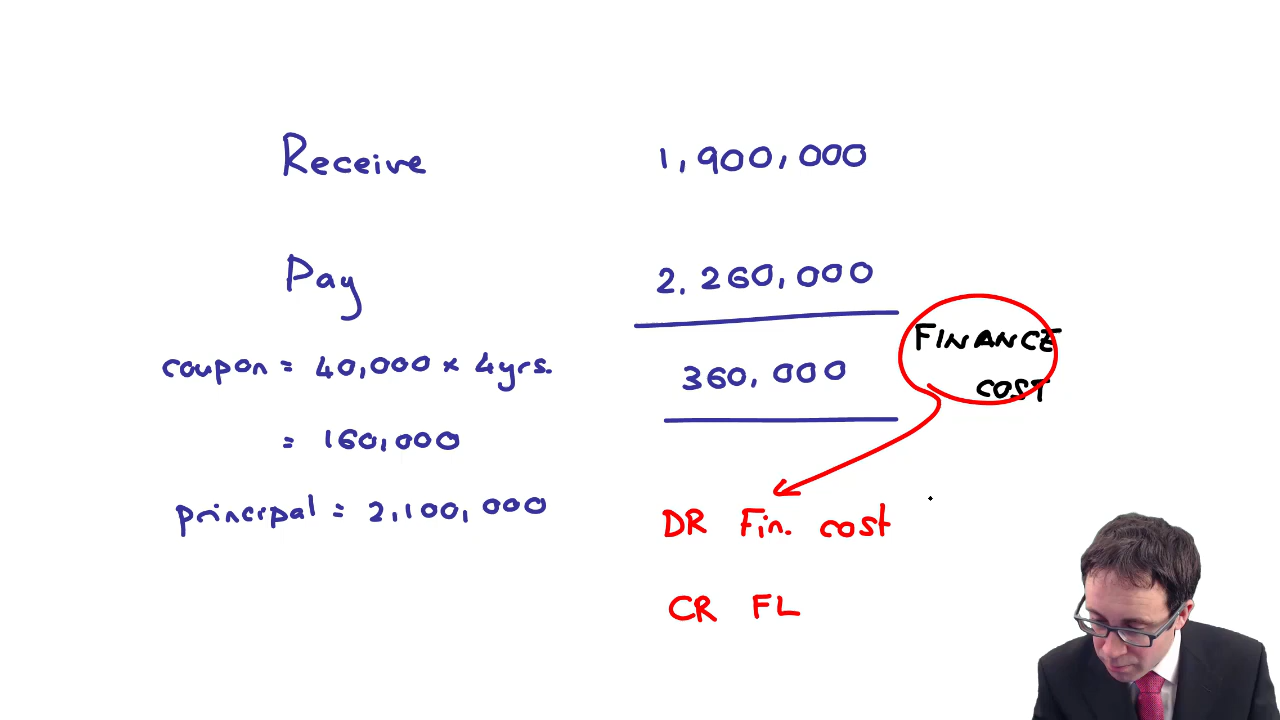 Receive 1,900,000
Pay 2,260,000
coupon = 40,000 x 4yrs. 360,000 FINANCE COST
= 160,000
principal = 2,100,000
DR Fin. cost
CR FL